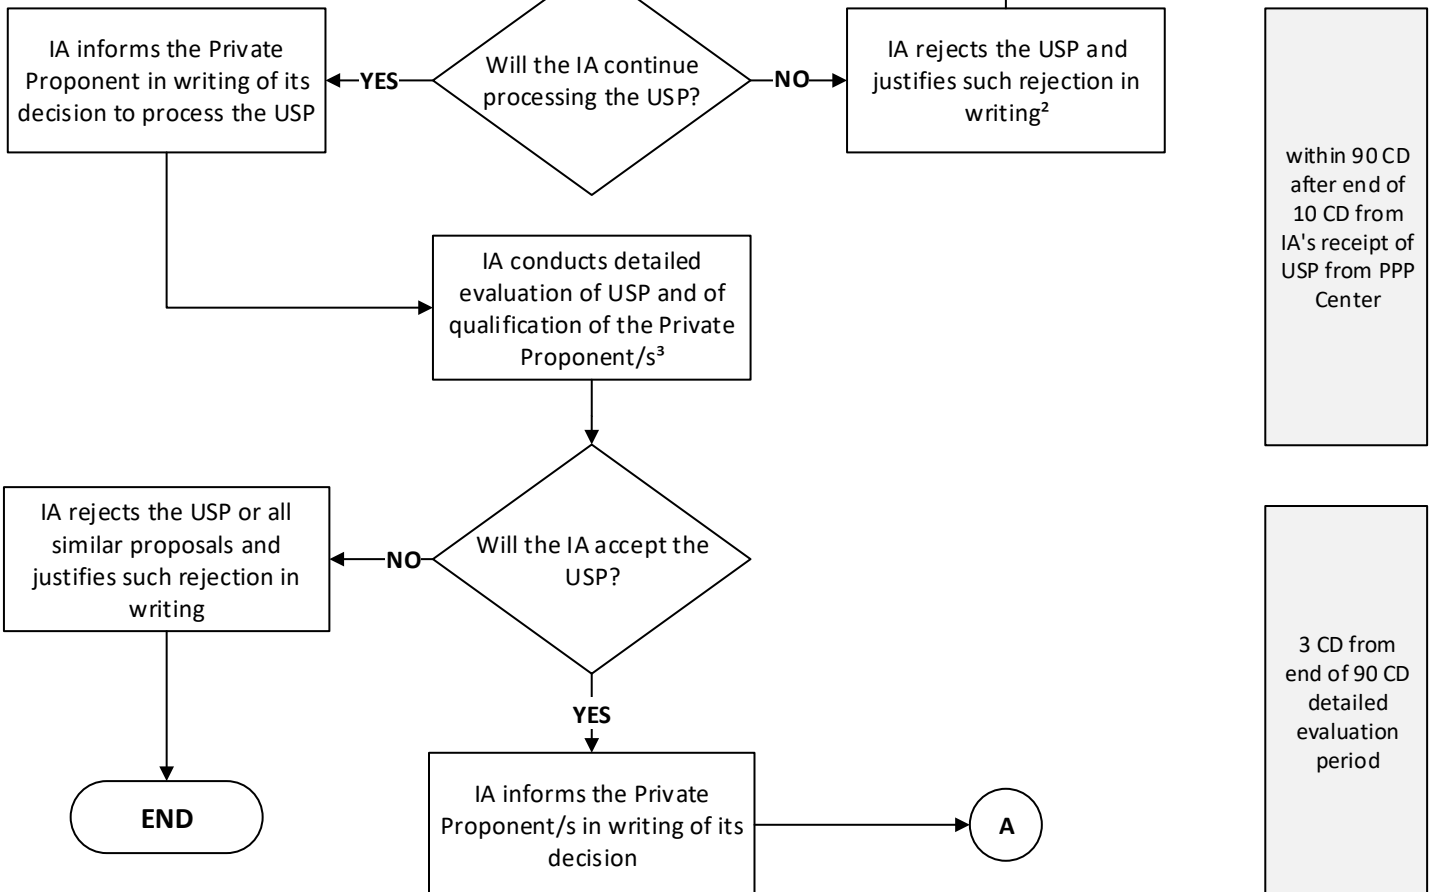 IA informs the Private
Proponent in writing of its
decision to process the USP
YES
Will the IA continue
processing the USP?
NO
IA rejects the USP and
justifies such rejection in
writing²
within 90 CD
after end of
10 CD from
IA's receipt of
USP from PPP
Center
IA conducts detailed
evaluation of USP and of
qualification of the Private
Proponent/s³
IA rejects the USP or all
similar proposals and
justifies such rejection in
writing
NO
Will the IA accept the
USP?
3 CD from
end of 90 CD
detailed
evaluation
period
YES
END
IA informs the Private
Proponent/s in writing of its
decision
A